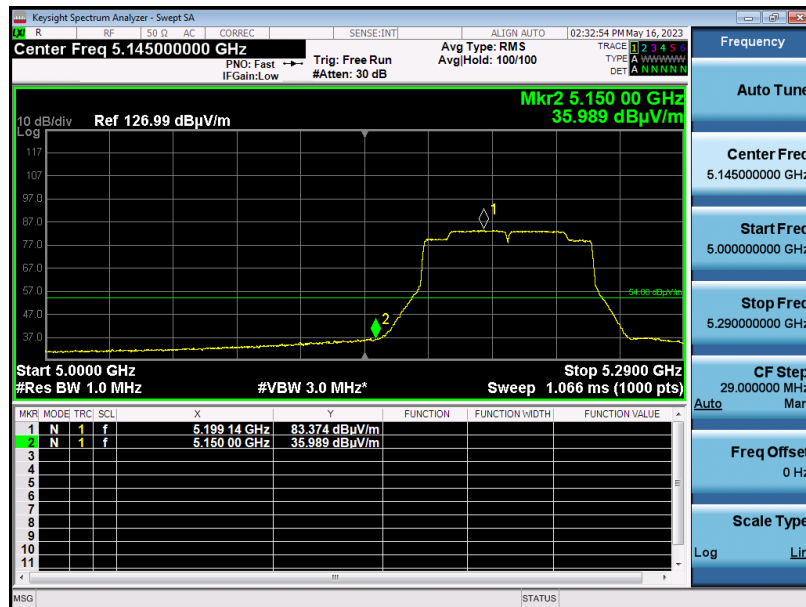 Keysight Spectrum Analyzer - Swept SA
R RF 50 Ω AC CORREC SENSE:INT ALIGN AUTO 02:32:54 PM May 16, 2023
Center Freq 5.145000000 GHz
PNO: Fast
IFGain:Low
Trig: Free Run
#Atten: 30 dB
Avg Type: RMS
Avg|Hold: 100/100
TRACE 1 2 3 4 5 6
TYPE A WWWWW
DET A N N N N N
Mkr2 5.150 00 GHz
35.989 dBµV/m
10 dB/div Ref 126.99 dBµV/m
Log
117
107
97.0
87.0
77.0
67.0
57.0
47.0
37.0
1
2
54.00 dBµV/m
Start 5.0000 GHz Stop 5.2900 GHz
#Res BW 1.0 MHz #VBW 3.0 MHz* Sweep 1.066 ms (1000 pts)
MKR MODE TRC SCL X Y FUNCTION FUNCTION WIDTH FUNCTION VALUE
1 N 1 f 5.199 14 GHz 83.374 dBµV/m
2 N 1 f 5.150 00 GHz 35.989 dBµV/m
3
4
5
6
7
8
9
10
11
MSG STATUS
Frequency
Auto Tune
Center Freq
5.145000000 GHz
Start Freq
5.000000000 GHz
Stop Freq
5.290000000 GHz
CF Step
29.000000 MHz
Auto Man
Freq Offset
0 Hz
Scale Type
Log Lin